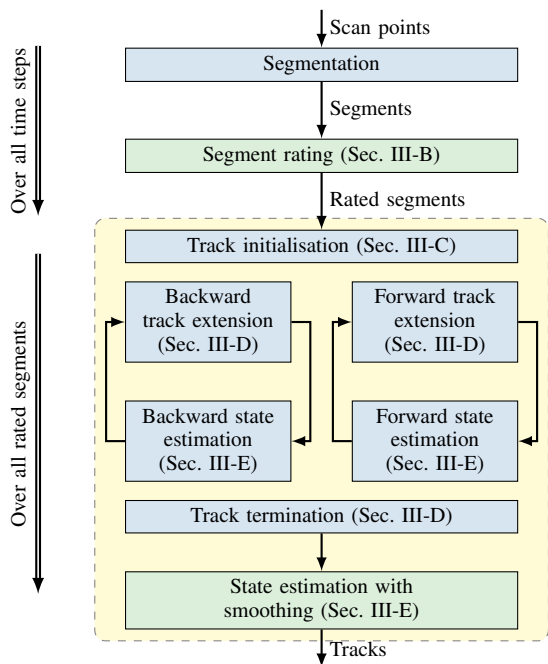 Scan points
Segmentation
Segments
Segment rating (Sec. III-B)
Rated segments
Over all time steps
Track initialisation (Sec. III-C)
Backward
track extension
(Sec. III-D)
Forward track
extension
(Sec. III-D)
Backward state
estimation
(Sec. III-E)
Forward state
estimation
(Sec. III-E)
Over all rated segments
Track termination (Sec. III-D)
State estimation with
smoothing (Sec. III-E)
Tracks